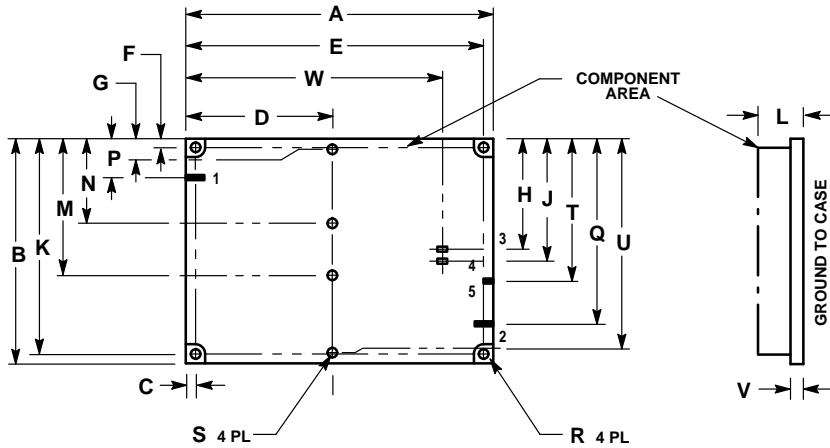 A
E
F
W
G
COMPONENT
AREA
D
L
P
N
M
K
B
1
H
J
T
Q
U
3
4
5
2
GROUND TO CASE
C
V
S 4 PL
R 4 PL